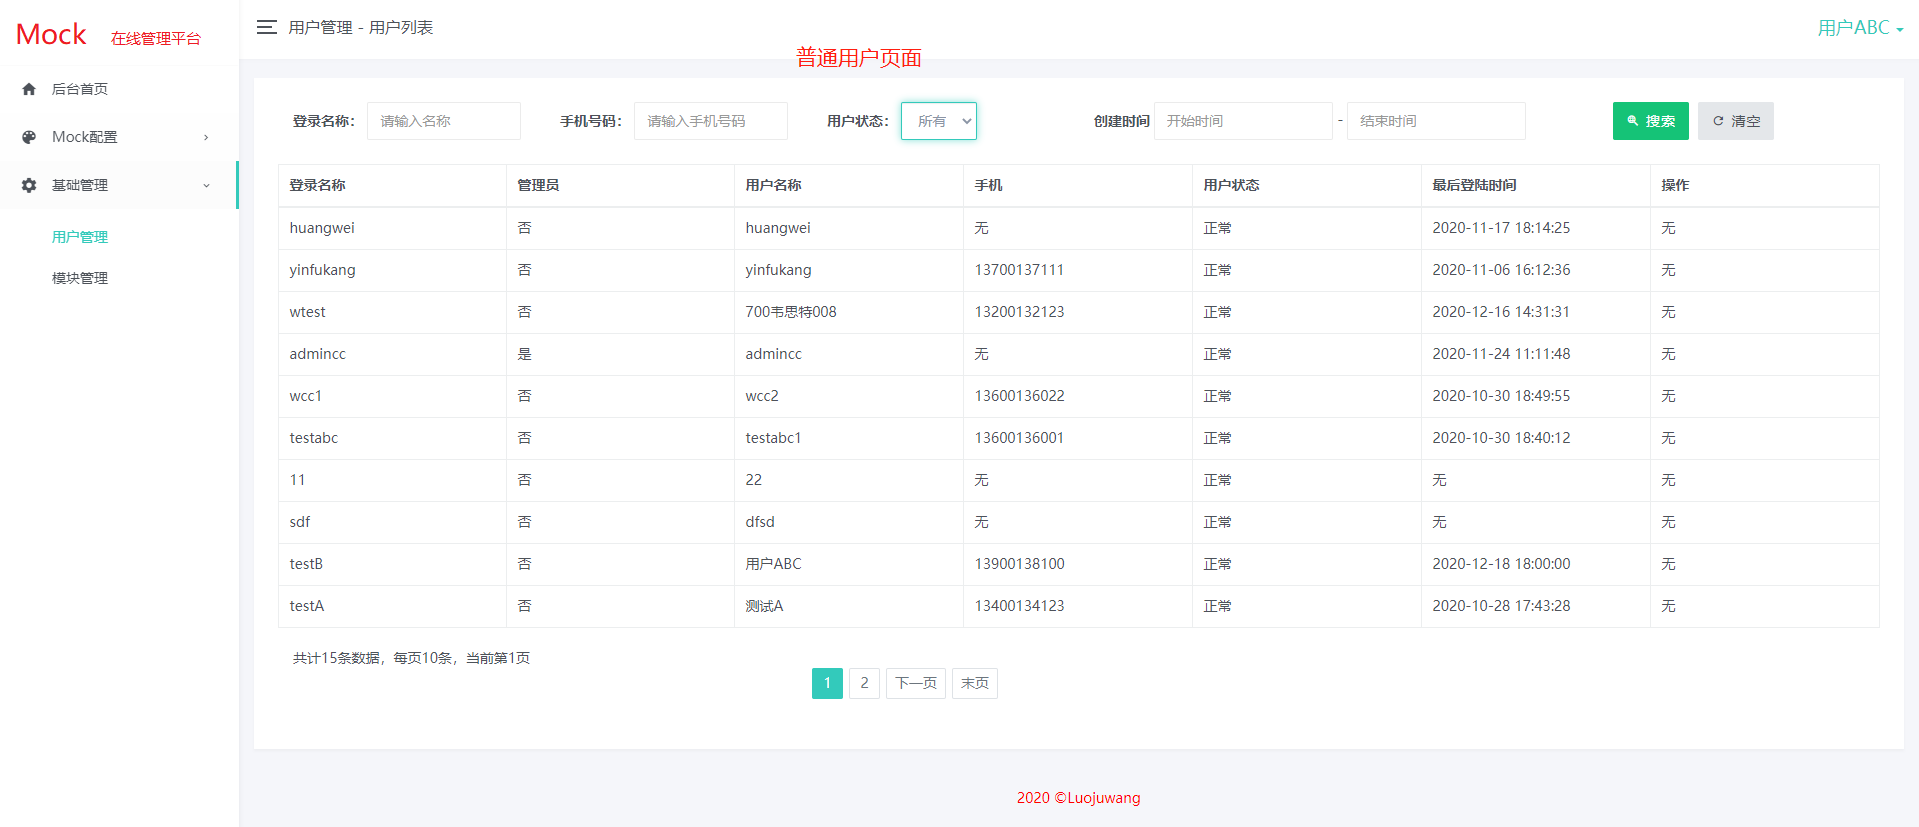 Mock 在线管理平台
用户管理 - 用户列表
用户ABC
普通用户页面
后台首页
Mock配置
基础管理
用户管理
模块管理
登录名称： 请输入名称 手机号码： 请输入手机号码 用户状态： 所有 创建时间 开始时间 - 结束时间 搜索 清空
登录名称 管理员 用户名称 手机 用户状态 最后登陆时间 操作
huangwei 否 huangwei 无 正常 2020-11-17 18:14:25 无
yinfukang 否 yinfukang 13700137111 正常 2020-11-06 16:12:36 无
wtest 否 700韦思特008 13200132123 正常 2020-12-16 14:31:31 无
admincc 是 admincc 无 正常 2020-11-24 11:11:48 无
wcc1 否 wcc2 13600136022 正常 2020-10-30 18:49:55 无
testabc 否 testabc1 13600136001 正常 2020-10-30 18:40:12 无
11 否 22 无 正常 无 无
sdf 否 dfsd 无 正常 无 无
testB 否 用户ABC 13900138100 正常 2020-12-18 18:00:00 无
testA 否 测试A 13400134123 正常 2020-10-28 17:43:28 无
共计15条数据，每页10条，当前第1页
1 2 下一页 末页
2020 ©Luojuwang